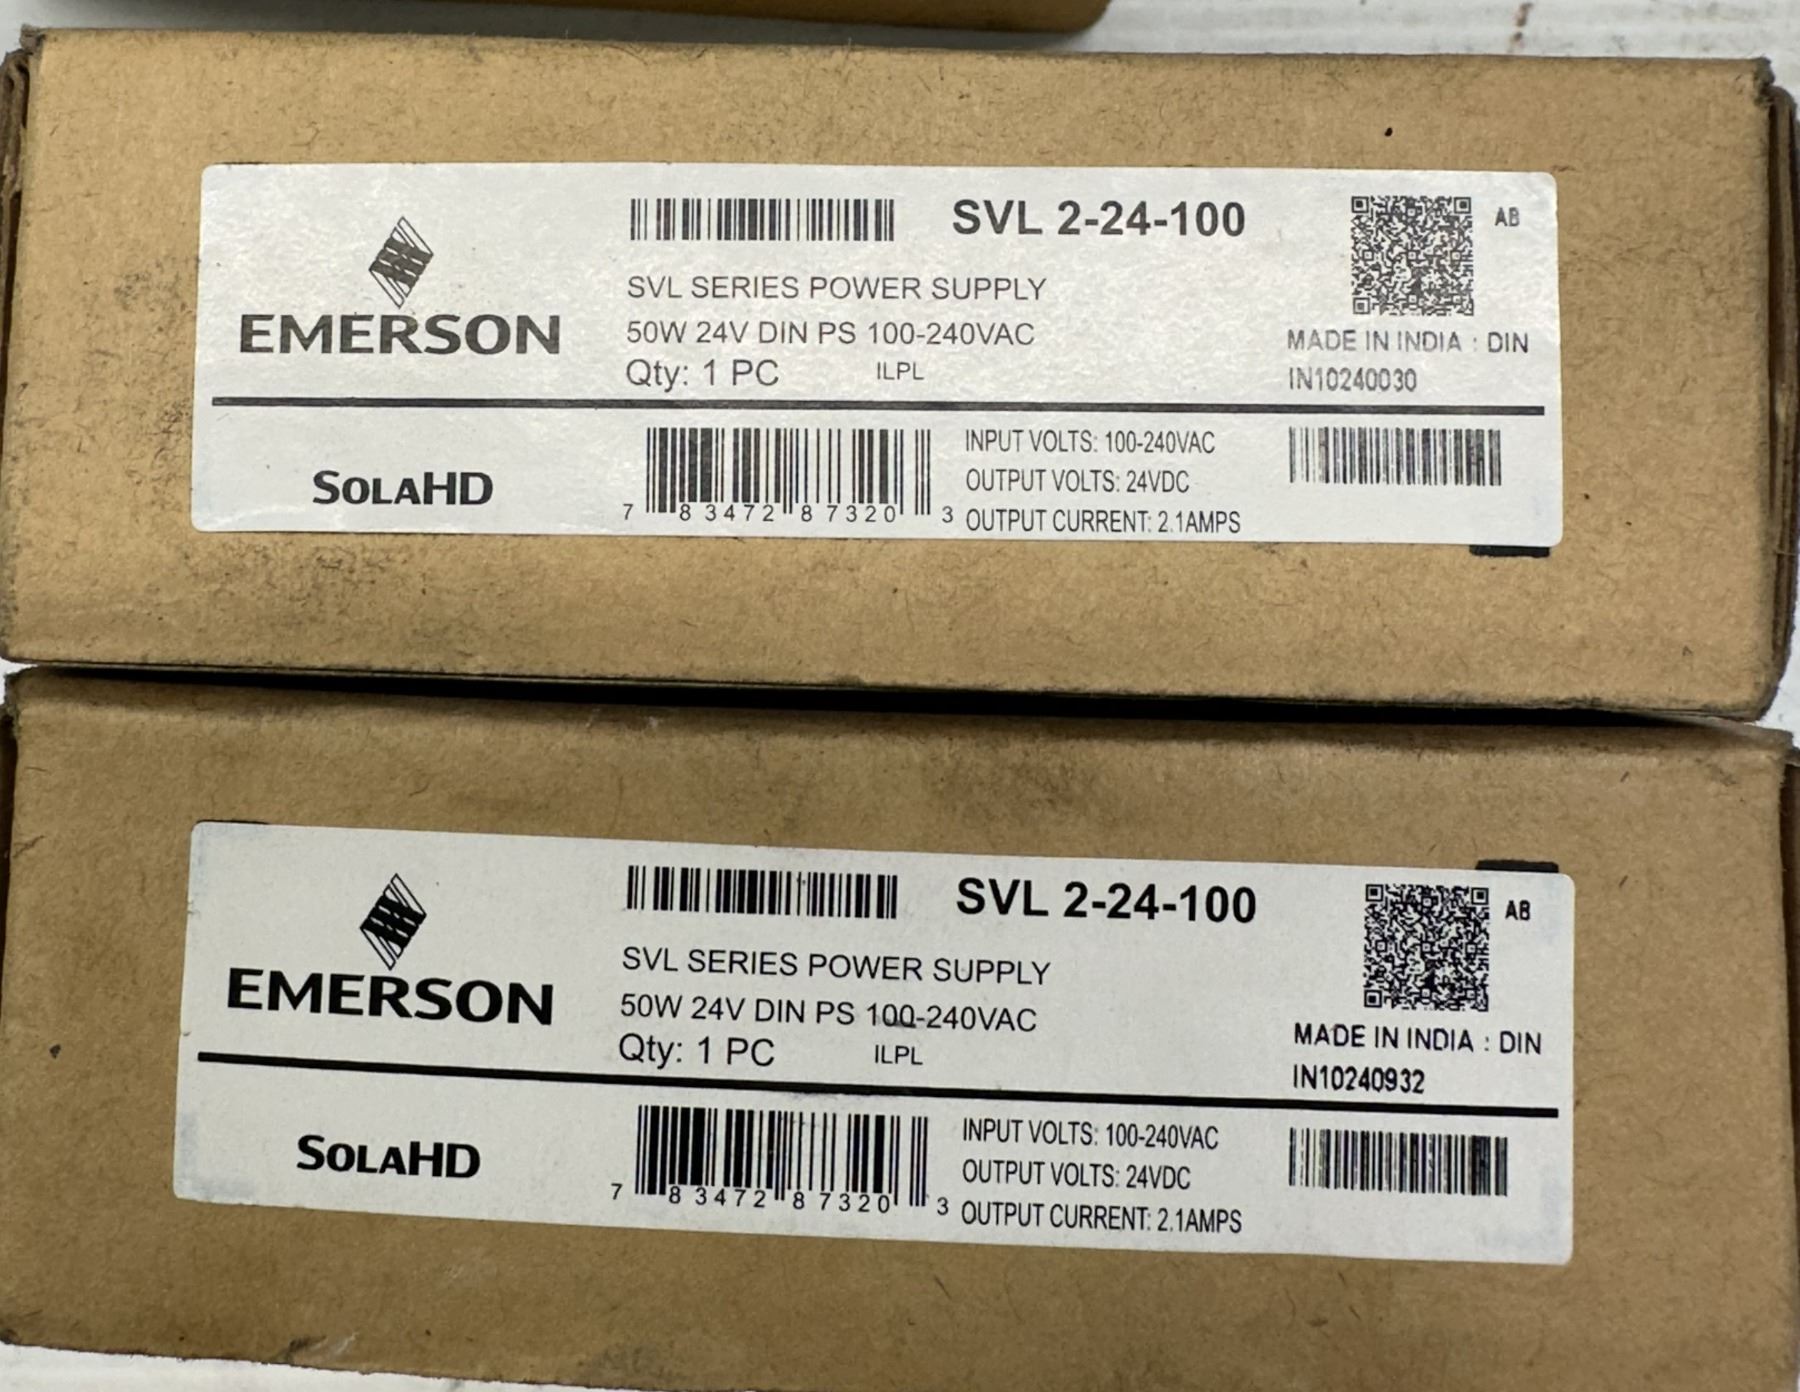 SVL 2-24-100
AB
SVL SERIES POWER SUPPLY
EMERSON
50W 24V DIN PS 100-240VAC
MADE IN INDIA : DIN
Qty: 1 PC ILPL
IN10240030
SOLAHD
7 83472 87320 3
INPUT VOLTS: 100-240VAC
OUTPUT VOLTS: 24VDC
OUTPUT CURRENT: 2.1AMPS
SVL 2-24-100
AB
SVL SERIES POWER SUPPLY
EMERSON
50W 24V DIN PS 100-240VAC
MADE IN INDIA : DIN
Qty: 1 PC ILPL
IN10240932
SOLAHD
7 83472 87320 3
INPUT VOLTS: 100-240VAC
OUTPUT VOLTS: 24VDC
OUTPUT CURRENT: 2.1AMPS